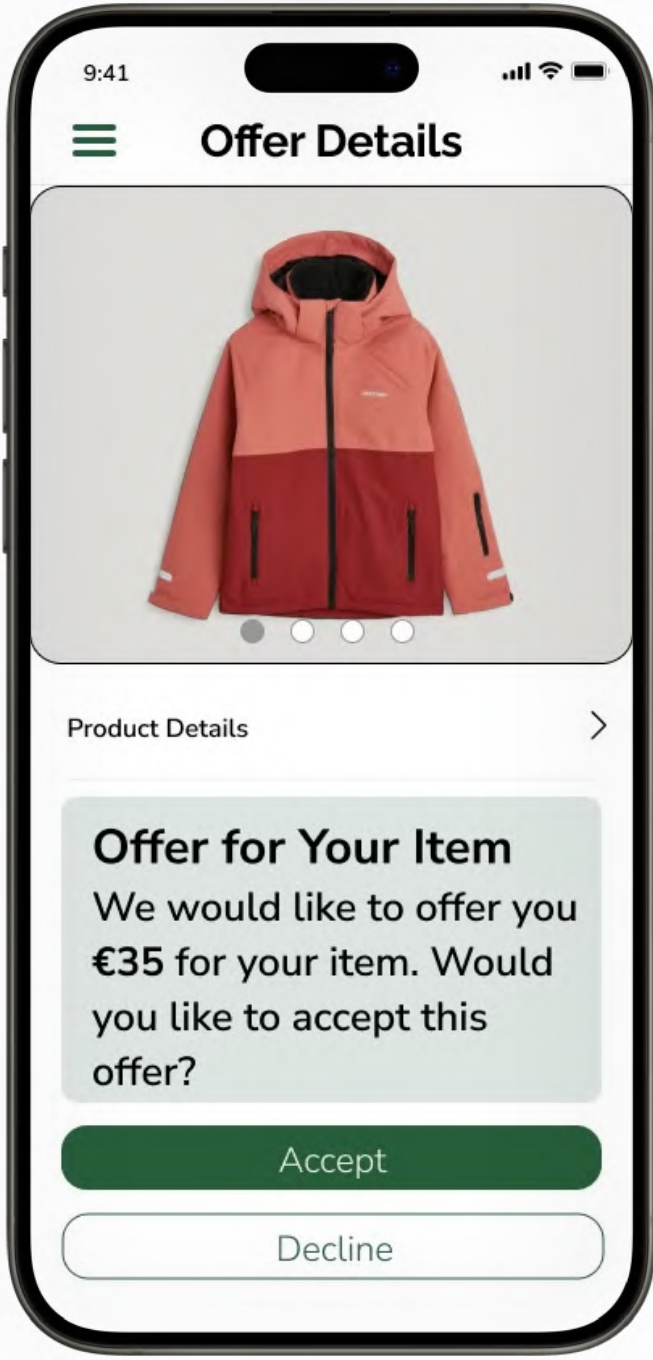 9:41
Offer Details
Product Details
Offer for Your Item
We would like to offer you
€35 for your item. Would
you like to accept this
offer?
Accept
Decline